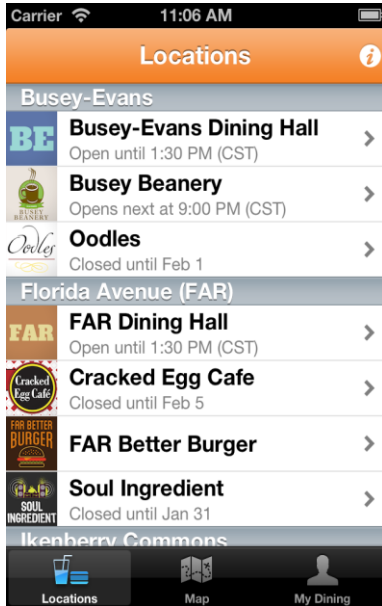 Carrier 11:06 AM
Locations
Busey-Evans
BE
Busey-Evans Dining Hall
Open until 1:30 PM (CST)
BUSEY
BEANERY
Busey Beanery
Opens next at 9:00 PM (CST)
Oodles
Oodles
Closed until Feb 1
Florida Avenue (FAR)
FAR
FAR Dining Hall
Open until 1:30 PM (CST)
Cracked
Egg Café
Cracked Egg Cafe
Closed until Feb 5
FAR BETTER
BURGER
FAR Better Burger
SOUL
INGREDIENT
Soul Ingredient
Closed until Jan 31
Ikenberry Commons
Locations Map My Dining